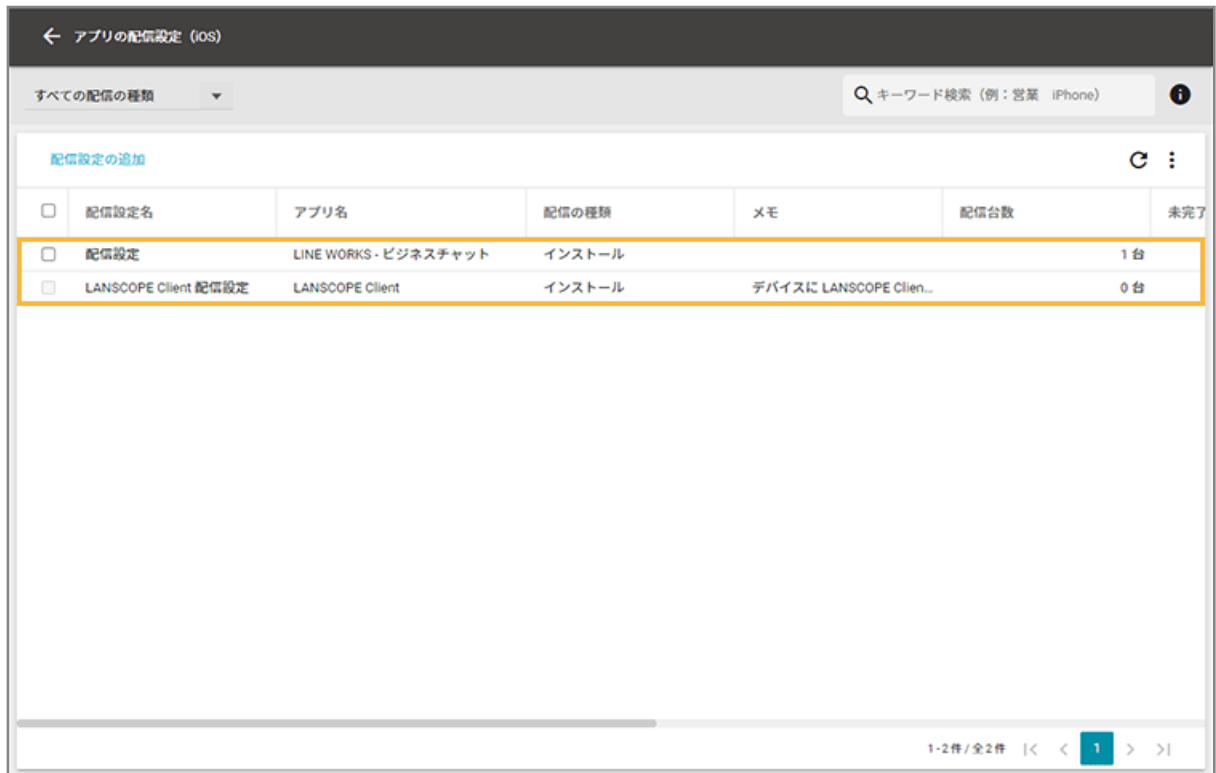 アプリの配信設定（iOS）
すべての配信の種類
キーワード検索（例：営業 iPhone）
配信設定の追加
配信設定名 アプリ名 配信の種類 メモ 配信台数 未完了
配信設定 LINE WORKS - ビジネスチャット インストール 1 台
LANSCOPE Client 配信設定 LANSCOPE Client インストール デバイスに LANSCOPE Clien... 0 台
1-2件/全2件 |< < 1 > >|